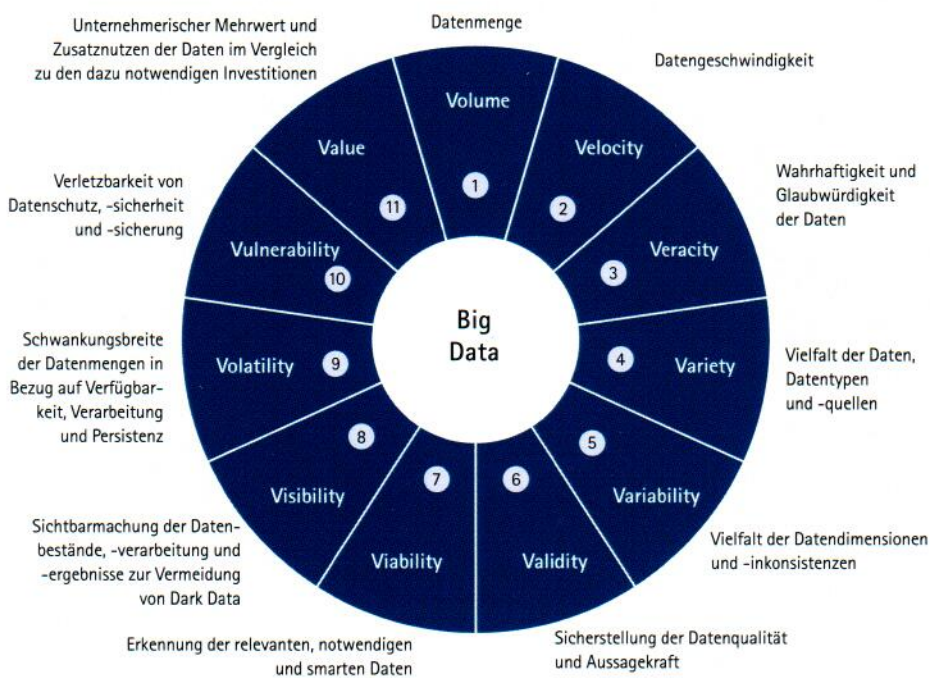 Datenmenge
Volume
1
Datengeschwindigkeit
Velocity
2
Wahrhaftigkeit und
Glaubwürdigkeit
der Daten
Veracity
3
Vielfalt der Daten,
Datentypen
und -quellen
Variety
4
Vielfalt der Datendimensionen
und -inkonsistenzen
Variability
5
Sicherstellung der Datenqualität
und Aussagekraft
Validity
6
Erkennung der relevanten, notwendigen
und smarten Daten
Viability
7
Sichtbarmachung der Daten-
bestände, -verarbeitung und
-ergebnisse zur Vermeidung
von Dark Data
Visibility
8
Schwankungsbreite
der Datenmengen in
Bezug auf Verfügbar-
keit, Verarbeitung
und Persistenz
Volatility
9
Verletzbarkeit von
Datenschutz, -sicherheit
und -sicherung
Vulnerability
10
Unternehmerischer Mehrwert und
Zusatznutzen der Daten im Vergleich
zu den dazu notwendigen Investitionen
Value
11
Big
Data